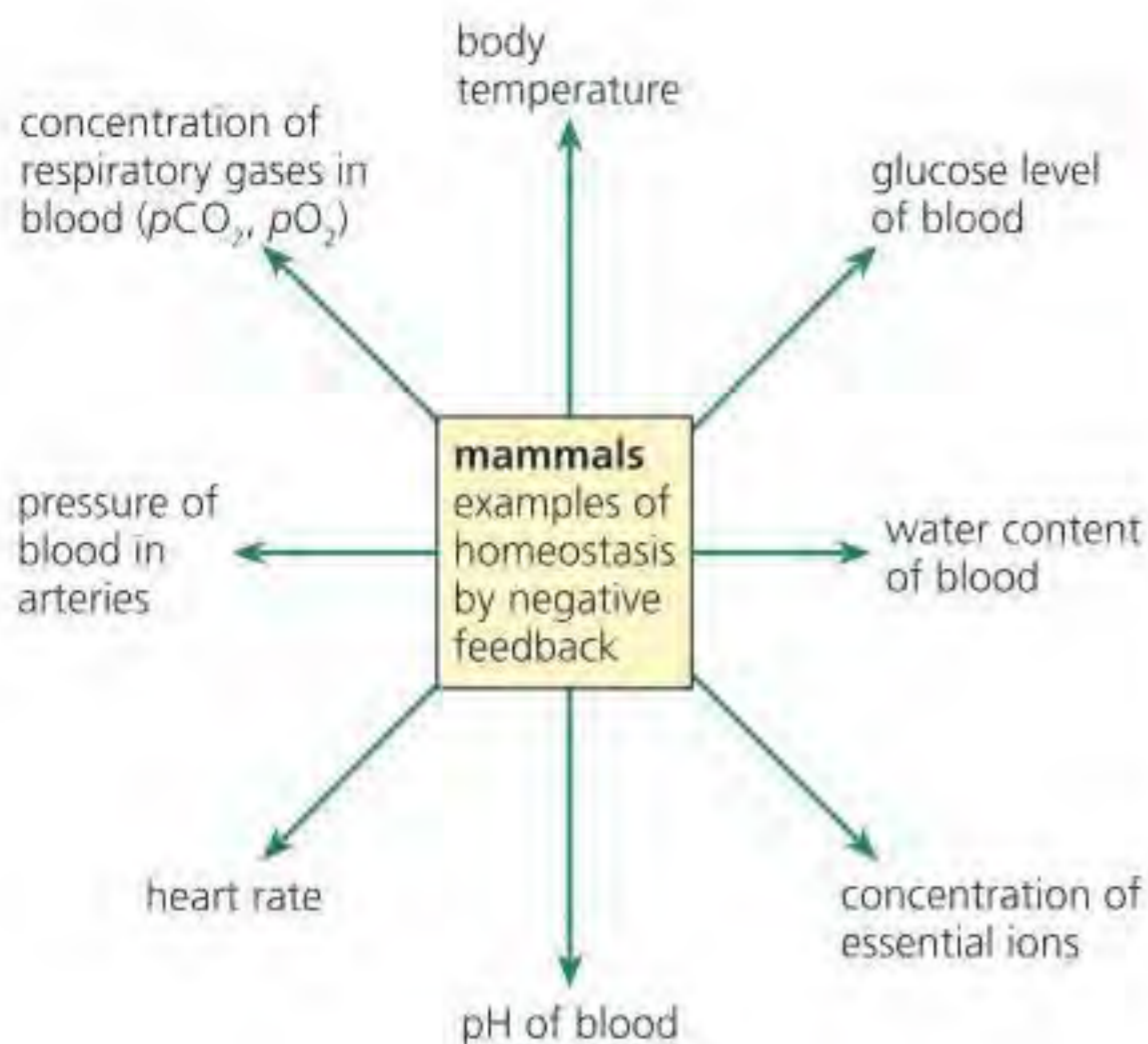 body
temperature
concentration of
respiratory gases in
blood (pCO₂, pO₂)
glucose level
of blood
mammals
examples of
homeostasis
by negative
feedback
pressure of
blood in
arteries
water content
of blood
heart rate
concentration of
essential ions
pH of blood